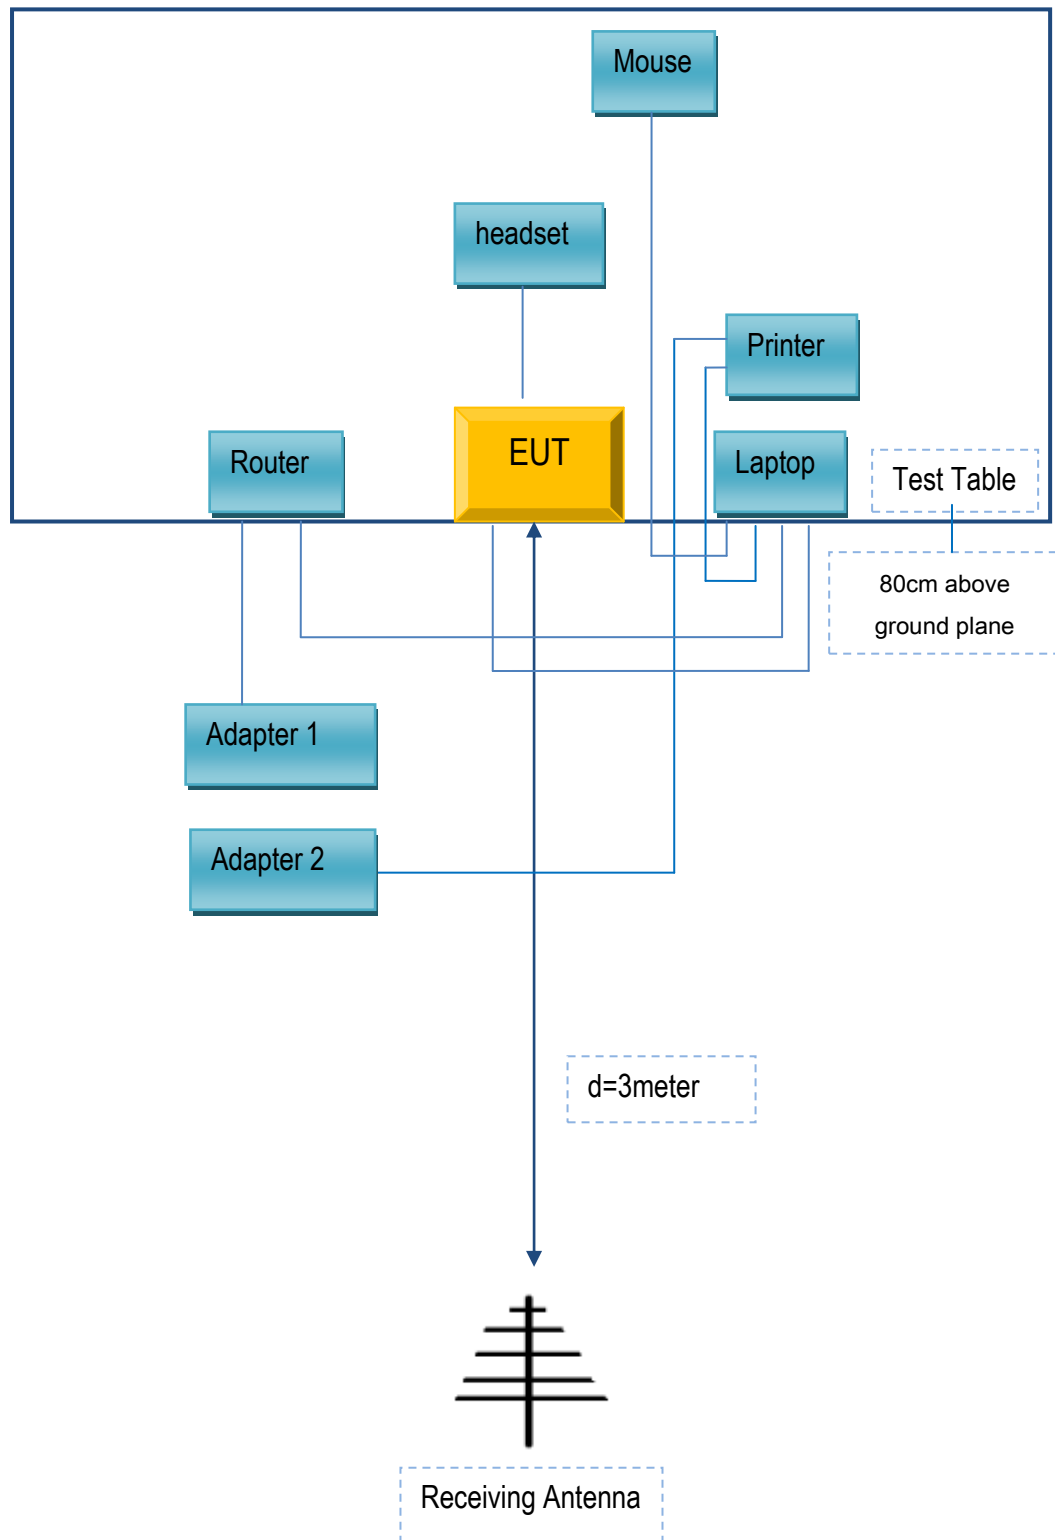 Mouse
headset
Printer
EUT
Router
Laptop
Test Table
80cm above
ground plane
Adapter 1
Adapter 2
d=3meter
Receiving Antenna